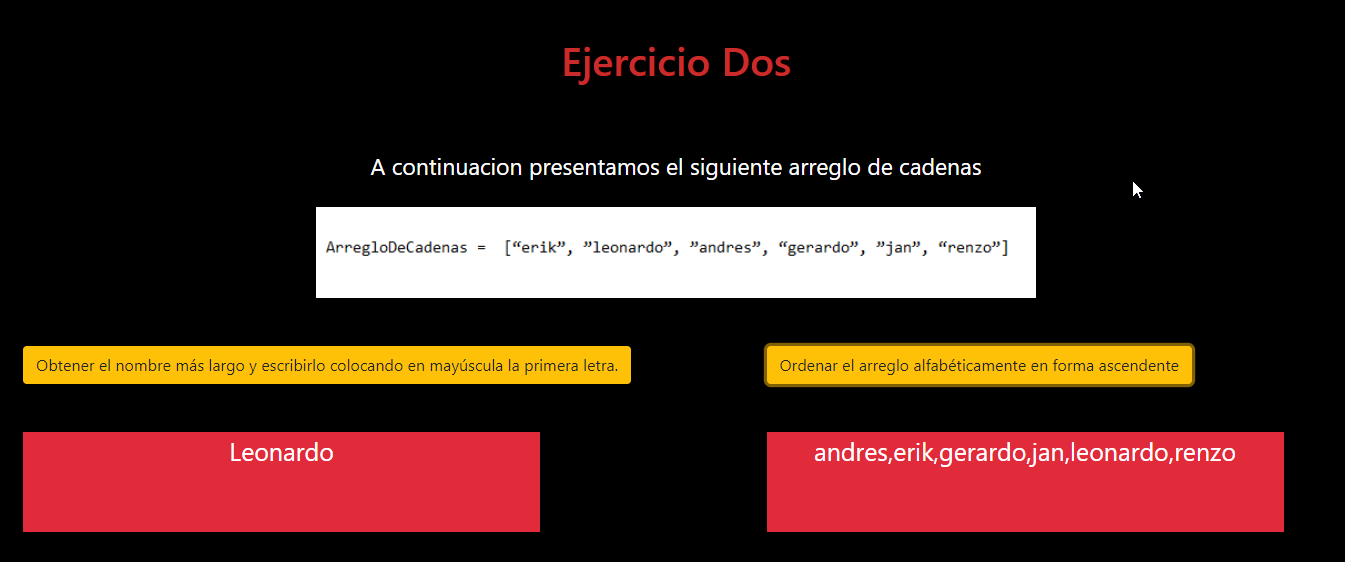 Ejercicio Dos
A continuacion presentamos el siguiente arreglo de cadenas
ArregloDeCadenas = [“erik”, ”leonardo”, ”andres”, “gerardo”, ”jan”, “renzo”]
Obtener el nombre más largo y escribirlo colocando en mayúscula la primera letra.
Ordenar el arreglo alfabéticamente en forma ascendente
Leonardo
andres,erik,gerardo,jan,leonardo,renzo